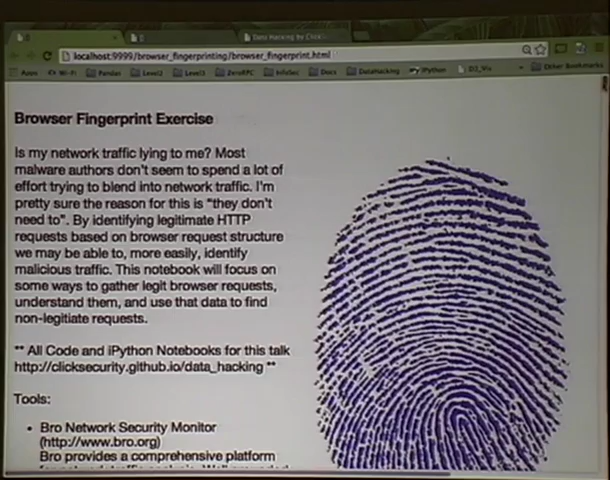 Data Hacking by Click
localhost:9999/browser_fingerprinting/browser_fingerprint.html
Apps Wi-Fi Pandas Level2 Level3 ZeroRPC InfoSec Docs DataHacking IPython D3_Vis Other Bookmarks
Browser Fingerprint Exercise
Is my network traffic lying to me? Most
malware authors don't seem to spend a lot of
effort trying to blend into network traffic. I'm
pretty sure the reason for this is "they don't
need to". By identifying legitimate HTTP
requests based on browser request structure
we may be able to, more easily, identify
malicious traffic. This notebook will focus on
some ways to gather legit browser requests,
understand them, and use that data to find
non-legitiate requests.
** All Code and iPython Notebooks for this talk
http://clicksecurity.github.io/data_hacking **
Tools:
• Bro Network Security Monitor
(http://www.bro.org)
Bro provides a comprehensive platform